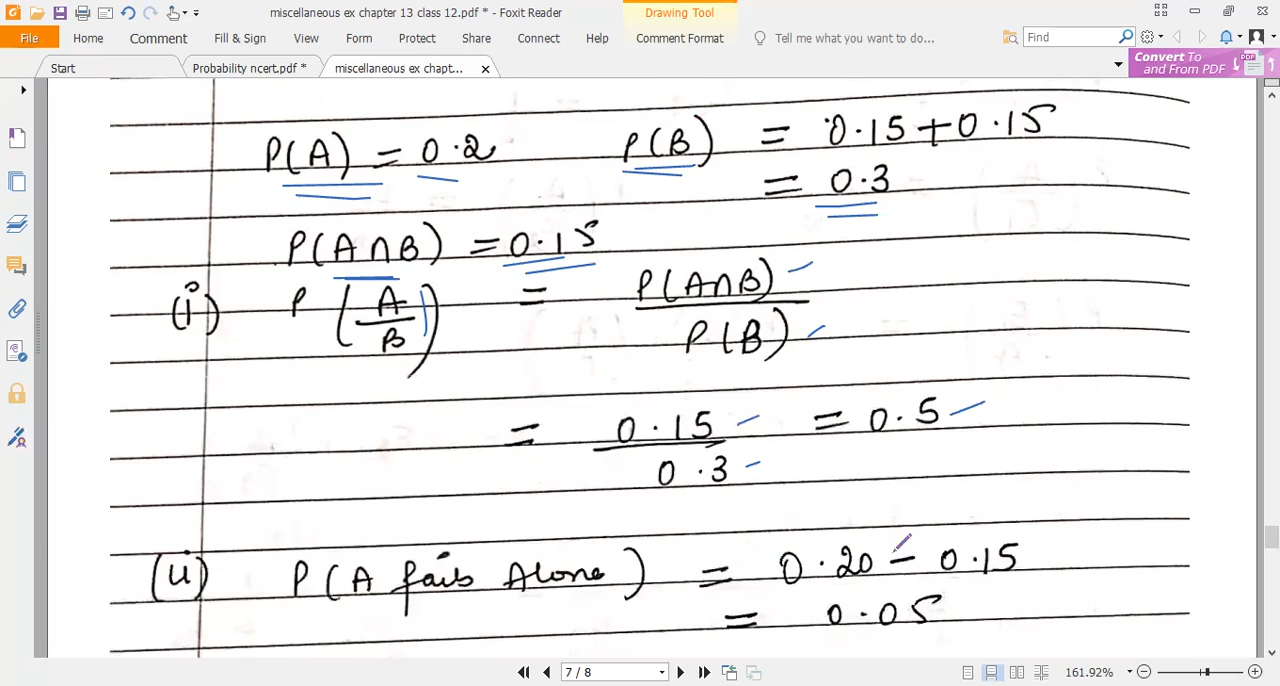 miscellaneous ex chapter 13 class 12.pdf * - Foxit Reader
Drawing Tool
File Home Comment Fill & Sign View Form Protect Share Connect Help Comment Format Tell me what you want to do... Find
Start Probability ncert.pdf * miscellaneous ex chapt... Convert To and From PDF
P(A) = 0.2 P(B) = 0.15+0.15
= 0.3
P(A∩B) = 0.15
(i) P(A/B) = P(A∩B)/P(B)
= 0.15/0.3 = 0.5
(ii) P(A fails Alone) = 0.20 - 0.15
= 0.05
7 / 8 161.92%